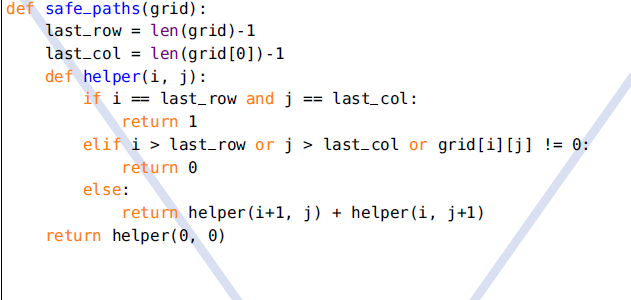 def safe_paths(grid):
    last_row = len(grid)-1
    last_col = len(grid[0])-1
    def helper(i, j):
        if i == last_row and j == last_col:
            return 1
        elif i > last_row or j > last_col or grid[i][j] != 0:
            return 0
        else:
            return helper(i+1, j) + helper(i, j+1)
    return helper(0, 0)